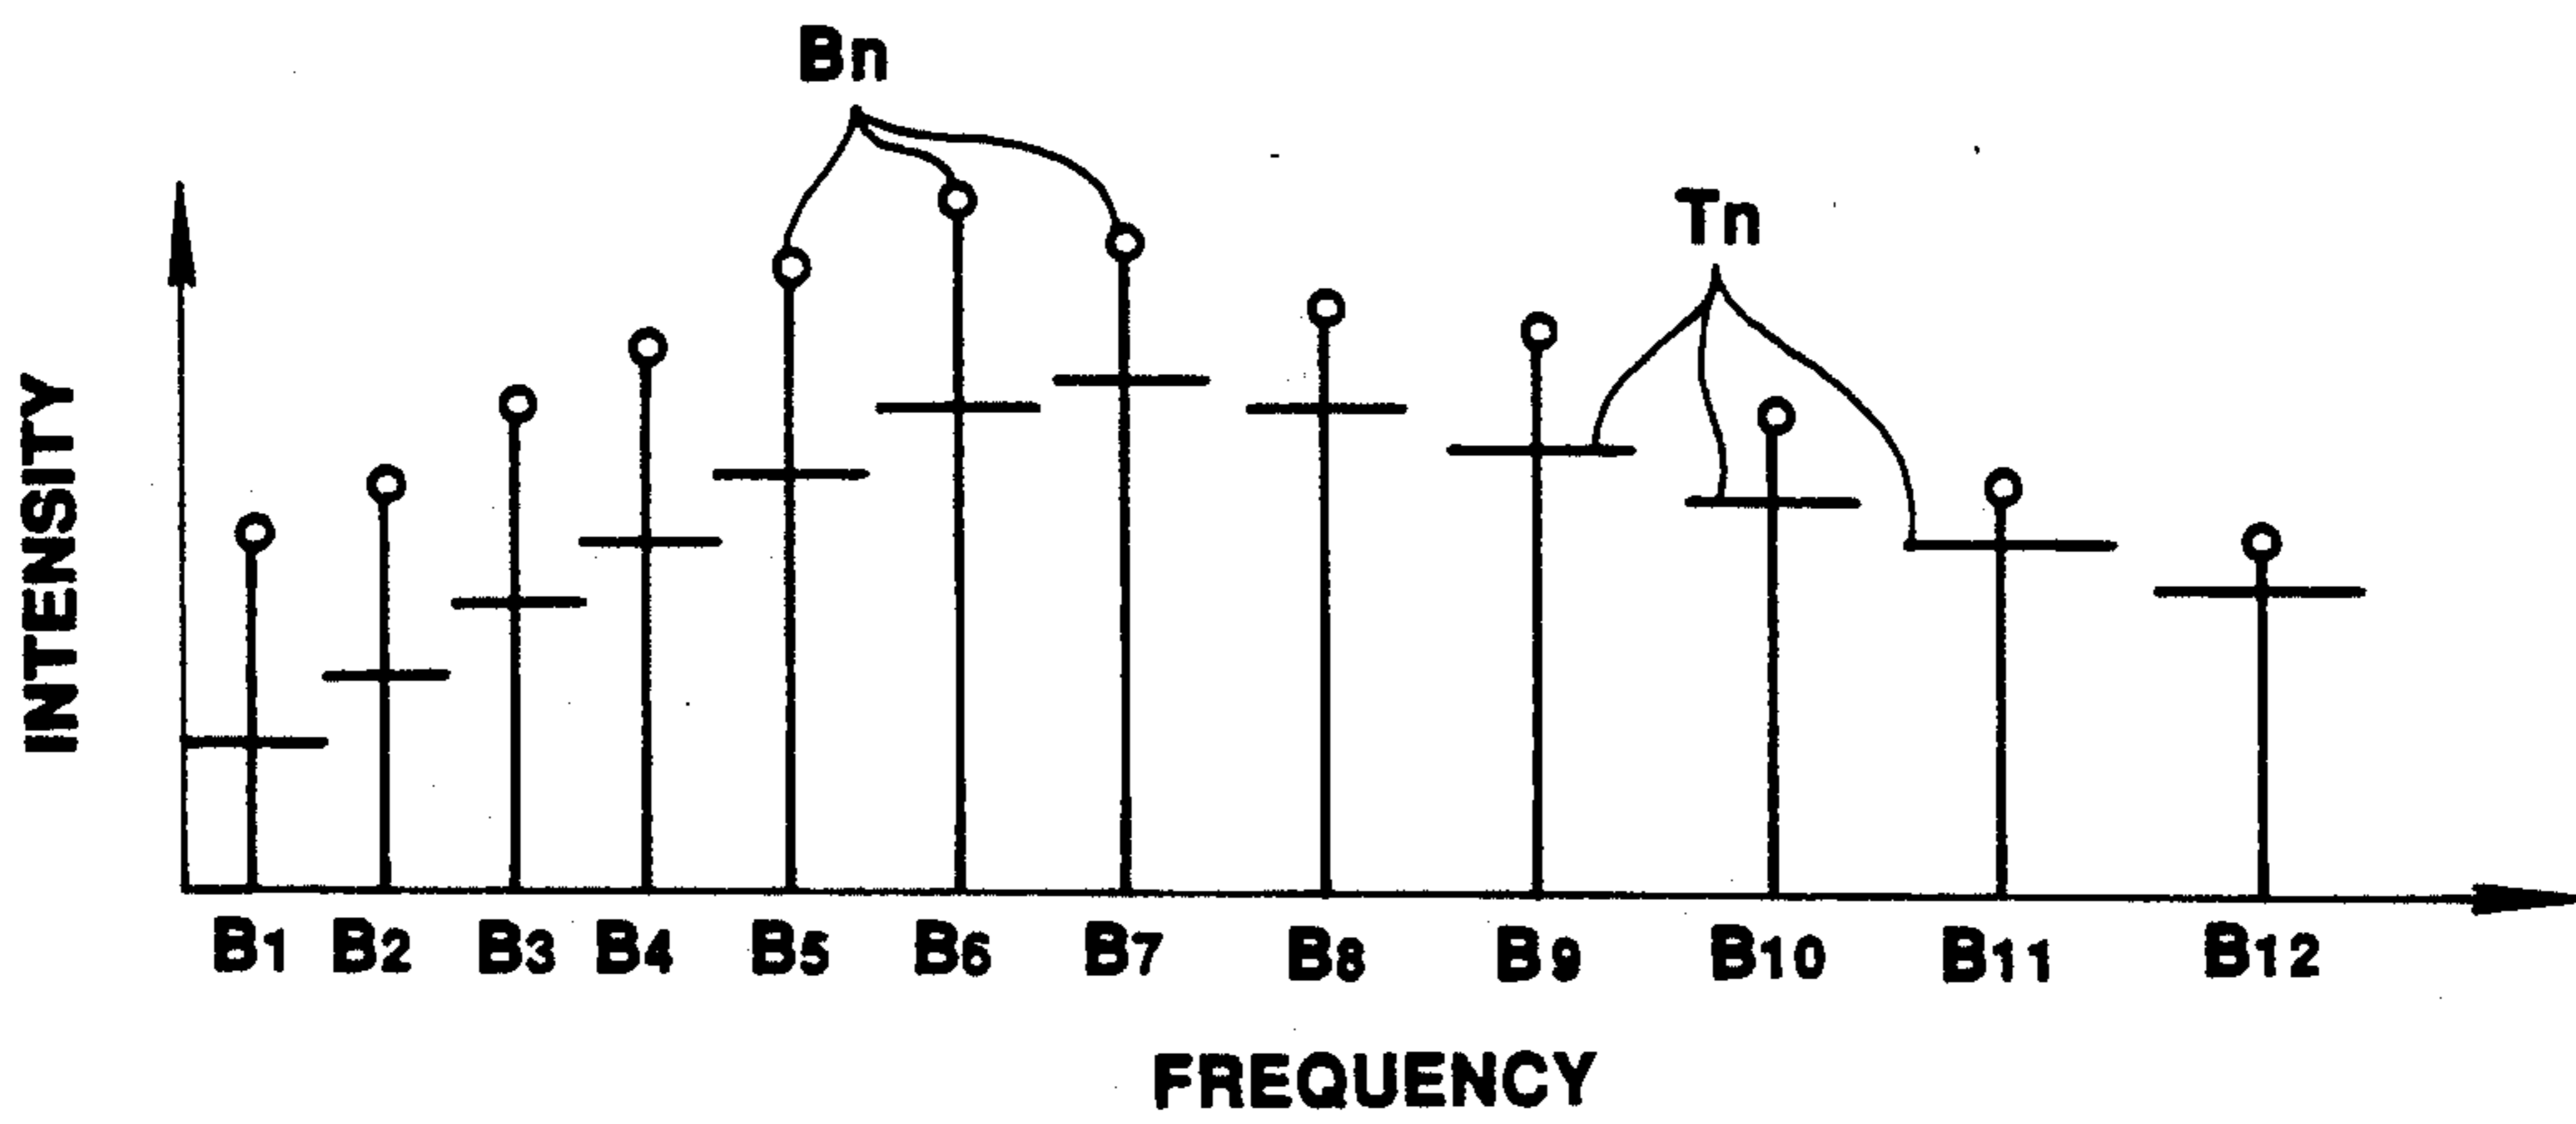 Bn
Tn
INTENSITY
B1 B2 B3 B4 B5 B6 B7 B8 B9 B10 B11 B12
FREQUENCY